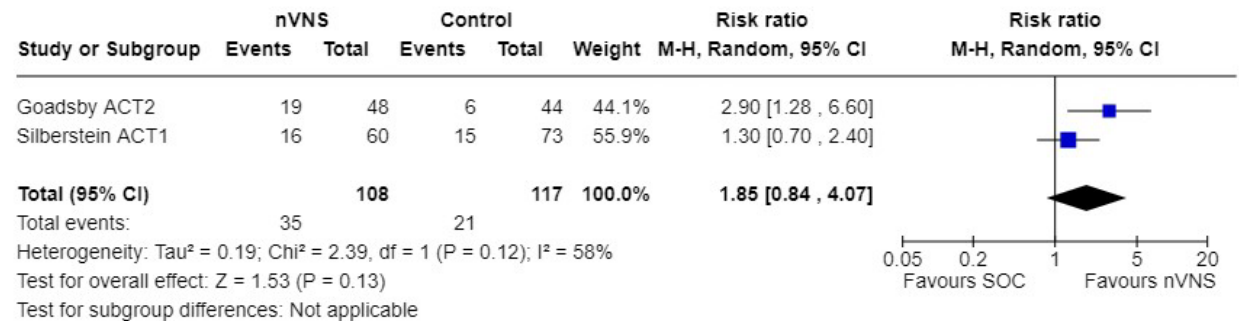 nVNS Control Risk ratio Risk ratio
Study or Subgroup Events Total Events Total Weight M-H, Random, 95% CI M-H, Random, 95% CI
Goadsby ACT2 19 48 6 44 44.1% 2.90 [1.28 , 6.60]
Silberstein ACT1 16 60 15 73 55.9% 1.30 [0.70 , 2.40]
Total (95% CI) 108 117 100.0% 1.85 [0.84 , 4.07]
Total events: 35 21
Heterogeneity: Tau² = 0.19; Chi² = 2.39, df = 1 (P = 0.12); I² = 58%
Test for overall effect: Z = 1.53 (P = 0.13)
Test for subgroup differences: Not applicable
0.05 0.2 1 5 20
Favours SOC Favours nVNS